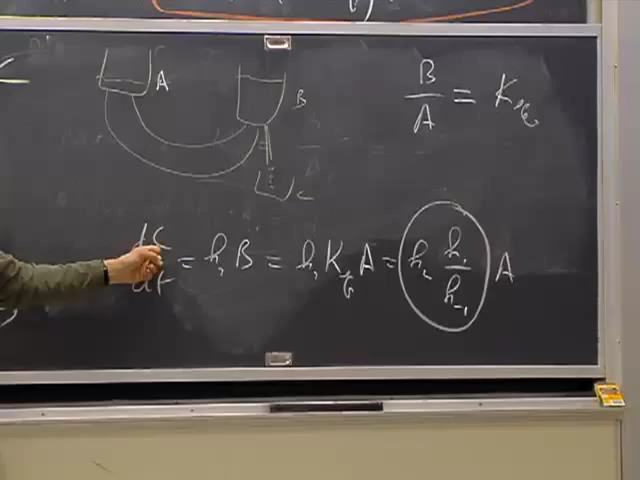 A
B
C
B/A = K_eq
dC/dt = k₂ B = k₂ K_eq A = k₂ k₁/k₋₁ A